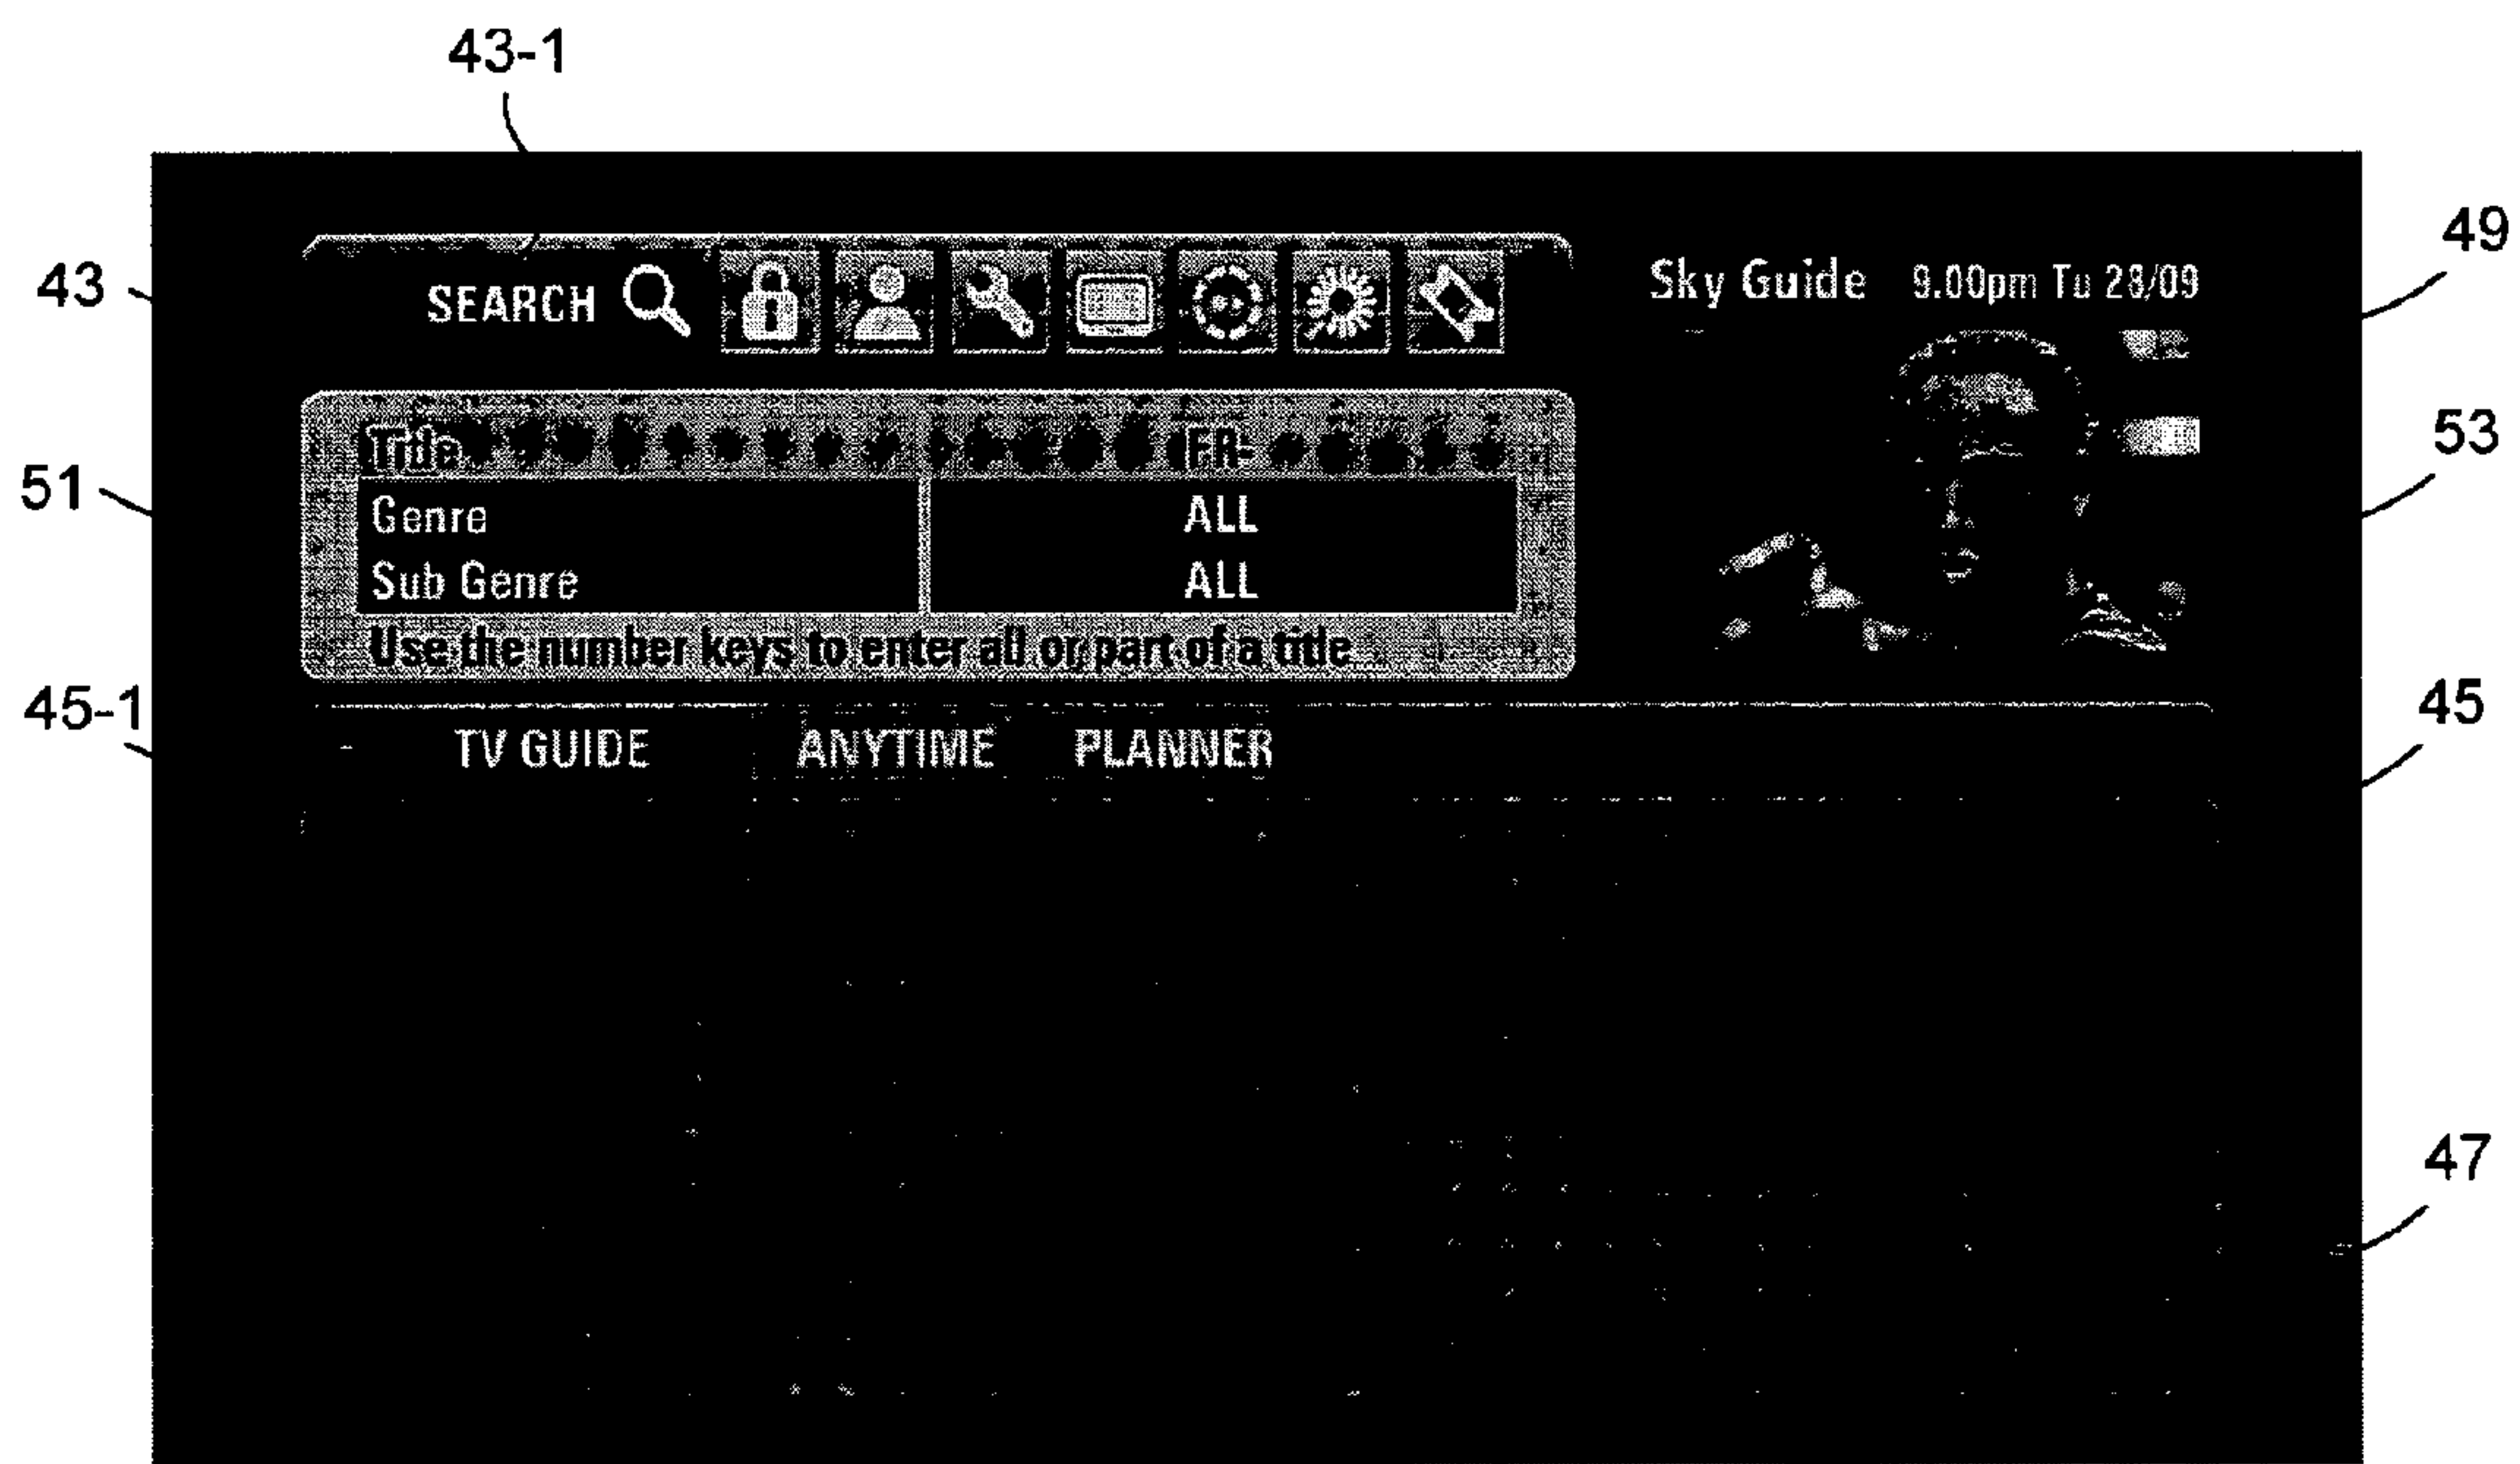 43-1
49
43
SEARCH
Sky Guide 9.00pm Tu 28/09
Title FR-
53
51
Genre ALL
Sub Genre ALL
Use the number keys to enter all or part of a title
45-1
45
TV GUIDE ANYTIME PLANNER
47